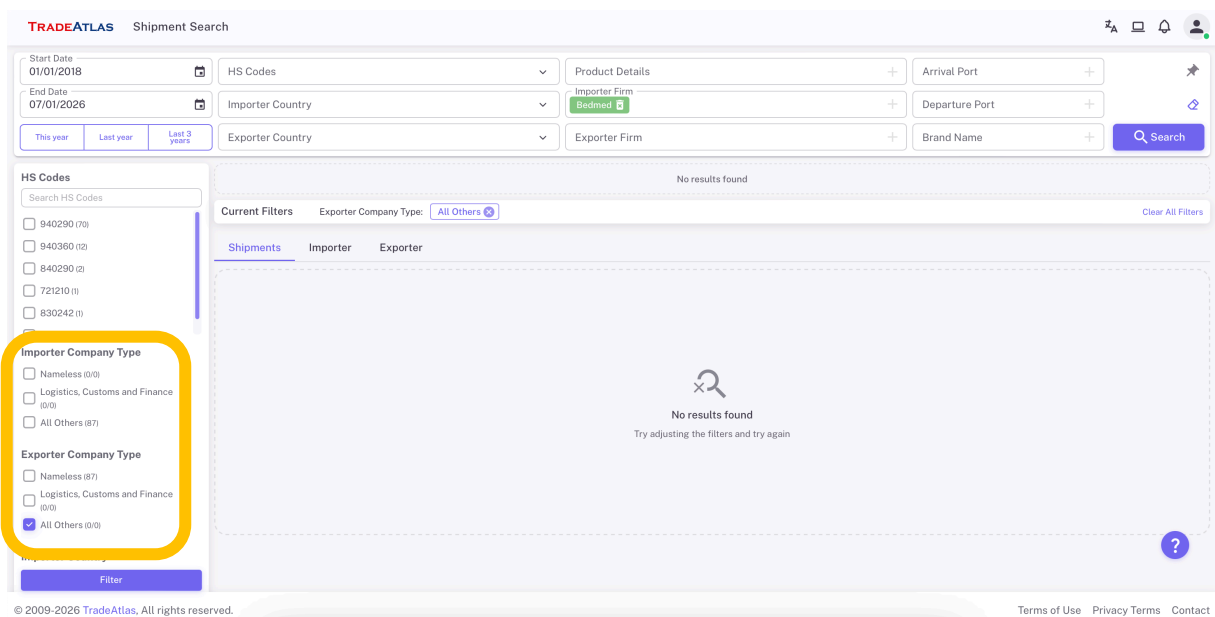 TRADEATLAS Shipment Search
Start Date
01/01/2018
HS Codes
Product Details
Arrival Port
End Date
07/01/2026
Importer Country
Importer Firm
Bedmed
Departure Port
This year
Last year
Last 3 years
Exporter Country
Exporter Firm
Brand Name
Search
HS Codes
Search HS Codes
940290 (70)
940360 (12)
840290 (2)
721210 (1)
830242 (1)
Importer Company Type
Nameless (0/0)
Logistics, Customs and Finance
(0/0)
All Others (87)
Exporter Company Type
Nameless (87)
Logistics, Customs and Finance
(0/0)
All Others (0/0)
Filter
No results found
Current Filters Exporter Company Type: All Others
Clear All Filters
Shipments Importer Exporter
No results found
Try adjusting the filters and try again
?
© 2009-2026 TradeAtlas, All rights reserved.
Terms of Use Privacy Terms Contact